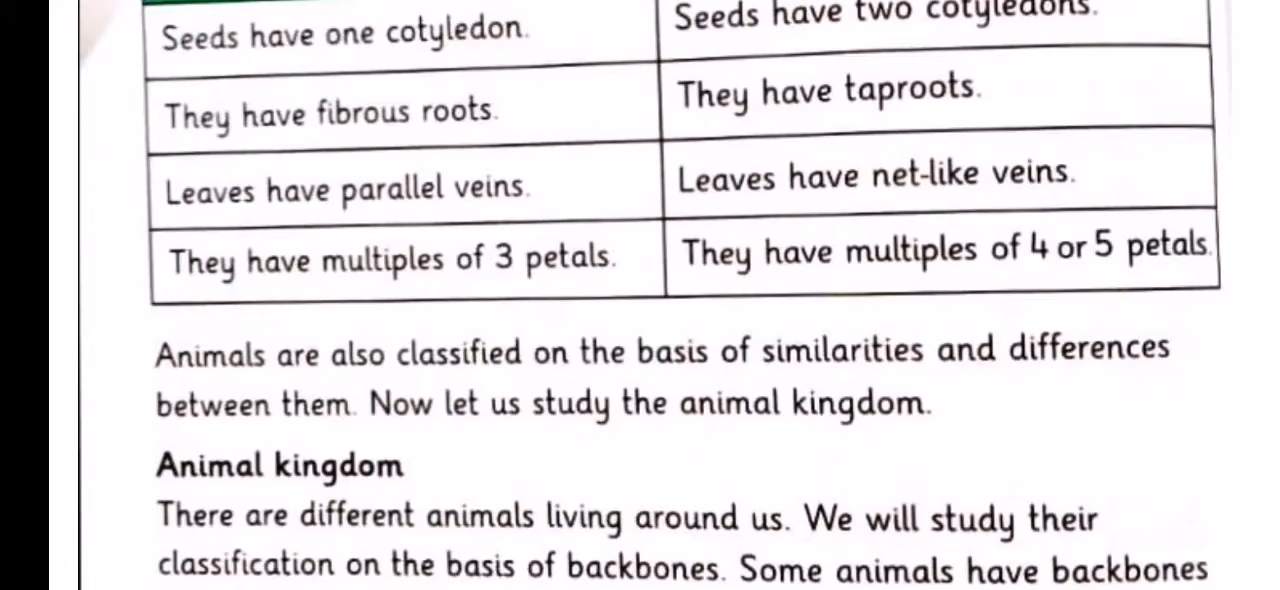 Seeds have one cotyledon.
Seeds have two cotyledons.
They have fibrous roots.
They have taproots.
Leaves have parallel veins.
Leaves have net-like veins.
They have multiples of 3 petals.
They have multiples of 4 or 5 petals.
Animals are also classified on the basis of similarities and differences
between them. Now let us study the animal kingdom.
Animal kingdom
There are different animals living around us. We will study their
classification on the basis of backbones. Some animals have backbones